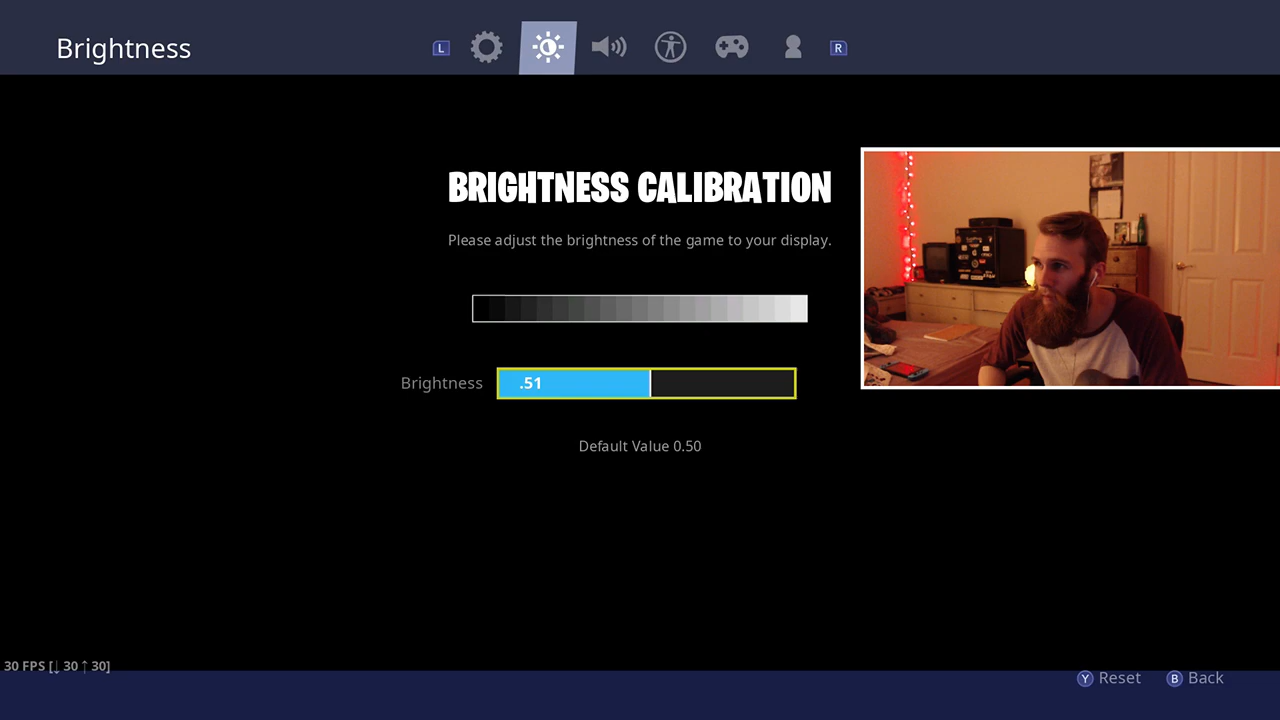 Brightness
L
R
BRIGHTNESS CALIBRATION
Please adjust the brightness of the game to your display.
Brightness .51
Default Value 0.50
30 FPS [↓ 30 ↑ 30]
Y Reset B Back